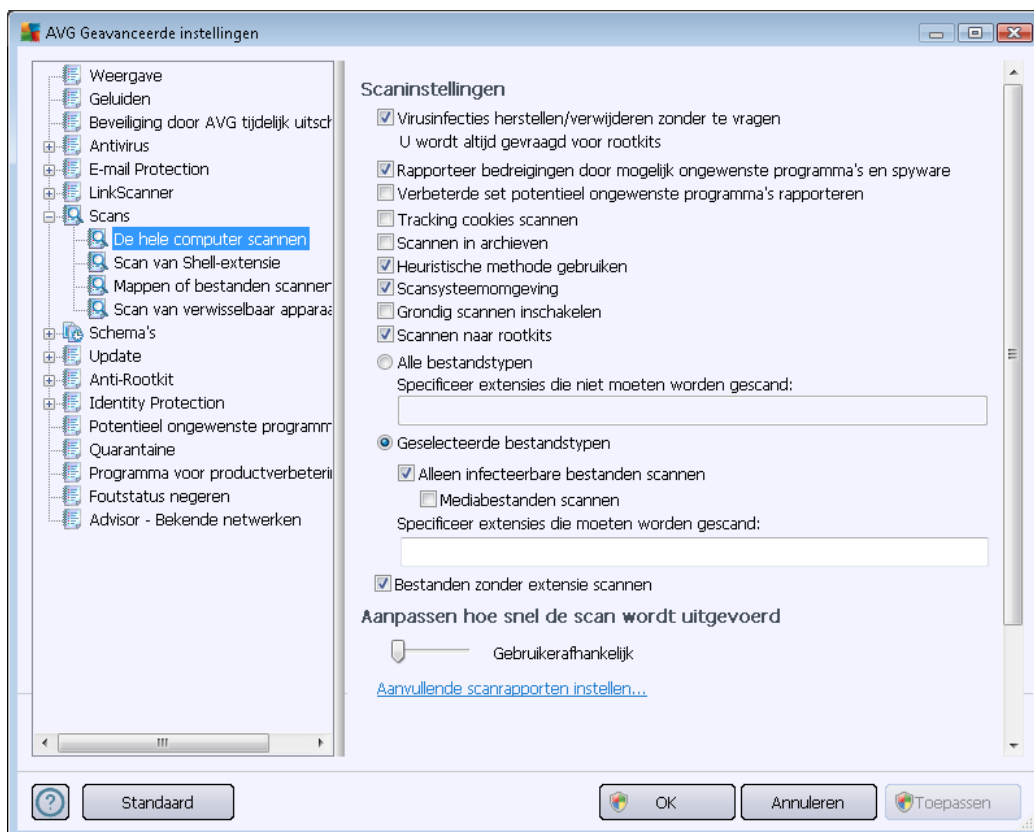 AVG Geavanceerde instellingen
Weergave
Geluiden
Beveiliging door AVG tijdelijk uitsch
Antivirus
E-mail Protection
LinkScanner
Scans
De hele computer scannen
Scan van Shell-extensie
Mappen of bestanden scannen
Scan van verwisselbaar apparaa
Schema's
Update
Anti-Rootkit
Identity Protection
Potentieel ongewenste programm
Quarantaine
Programma voor productverbeterin
Foutstatus negeren
Advisor - Bekende netwerken
Scaninstellingen
Virusinfecties herstellen/verwijderen zonder te vragen
U wordt altijd gevraagd voor rootkits
Rapporteer bedreigingen door mogelijk ongewenste programma's en spyware
Verbeterde set potentieel ongewenste programma's rapporteren
Tracking cookies scannen
Scannen in archieven
Heuristische methode gebruiken
Scansysteemomgeving
Grondig scannen inschakelen
Scannen naar rootkits
Alle bestandstypen
Specificeer extensies die niet moeten worden gescand:
Geselecteerde bestandstypen
Alleen infecteerbare bestanden scannen
Mediabestanden scannen
Specificeer extensies die moeten worden gescand:
Bestanden zonder extensie scannen
Aanpassen hoe snel de scan wordt uitgevoerd
Gebruikerafhankelijk
Aanvullende scanrapporten instellen...
Standaard
OK
Annuleren
Toepassen